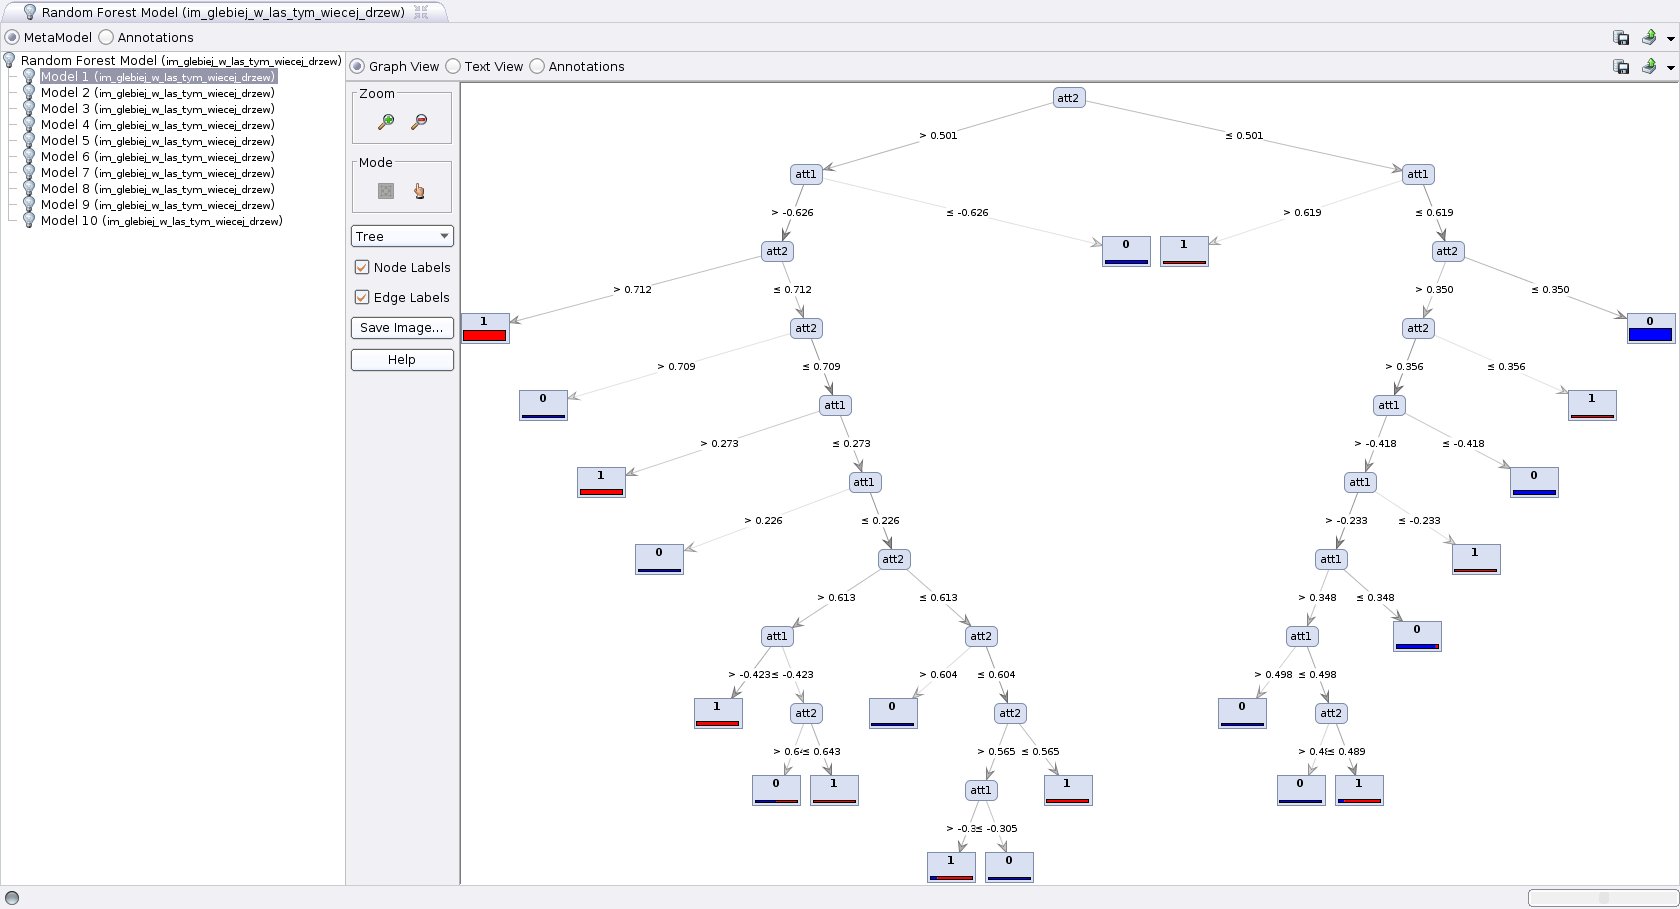 Random Forest Model (im_glebiej_w_las_tym_wiecej_drzew)
MetaModel Annotations
Random Forest Model (im_glebiej_w_las_tym_wiecej_drzew)
Model 1 (im_glebiej_w_las_tym_wiecej_drzew)
Model 2 (im_glebiej_w_las_tym_wiecej_drzew)
Model 3 (im_glebiej_w_las_tym_wiecej_drzew)
Model 4 (im_glebiej_w_las_tym_wiecej_drzew)
Model 5 (im_glebiej_w_las_tym_wiecej_drzew)
Model 6 (im_glebiej_w_las_tym_wiecej_drzew)
Model 7 (im_glebiej_w_las_tym_wiecej_drzew)
Model 8 (im_glebiej_w_las_tym_wiecej_drzew)
Model 9 (im_glebiej_w_las_tym_wiecej_drzew)
Model 10 (im_glebiej_w_las_tym_wiecej_drzew)
Graph View Text View Annotations
Zoom
Mode
Tree
Node Labels
Edge Labels
Save Image...
Help
att2
> 0.501 ≤ 0.501
att1 att1
> -0.626 ≤ -0.626 > 0.619 ≤ 0.619
att2 0 1 att2
> 0.712 ≤ 0.712 > 0.350 ≤ 0.350
1 att2 att2 0
> 0.709 ≤ 0.709 > 0.356 ≤ 0.356
0 att1 att1 1
> 0.273 ≤ 0.273 > -0.418 ≤ -0.418
1 att1 att1 0
> 0.226 ≤ 0.226 > -0.233 ≤ -0.233
0 att2 att1 1
> 0.613 ≤ 0.613 > 0.348 ≤ 0.348
att1 att2 att1 0
> -0.423 ≤ -0.423 > 0.604 ≤ 0.604 > 0.498 ≤ 0.498
1 att2 0 att2 0 att2
≤ 0.643 > 0.565 ≤ 0.565 ≤ 0.489
0 1 att1 1 0 1
≤ -0.305
1 0